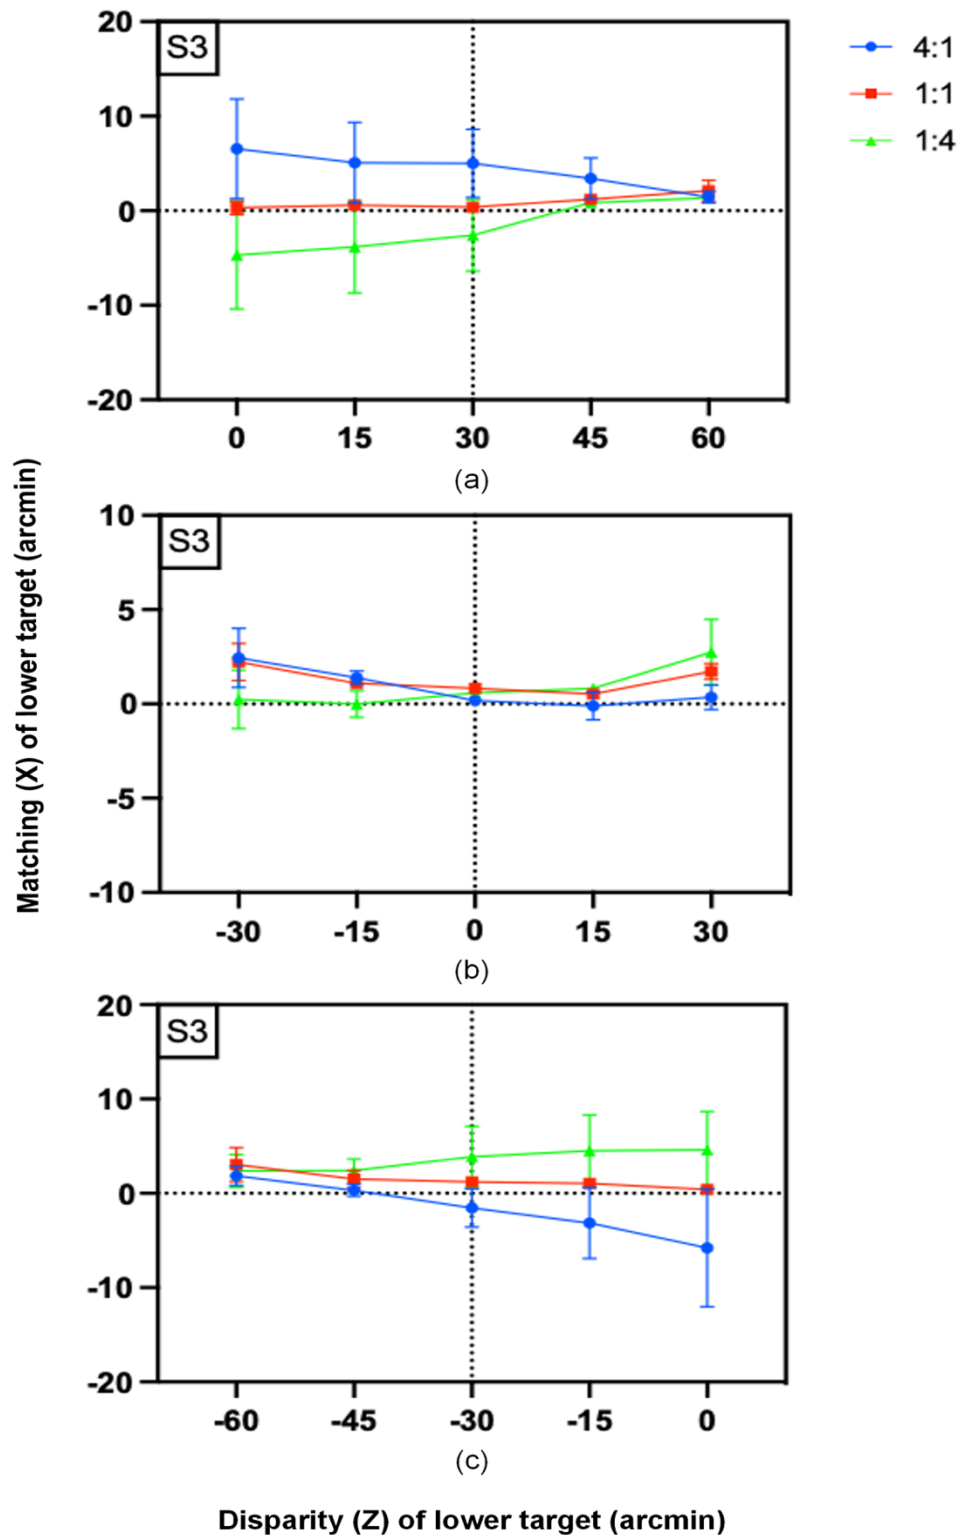 S3
4:1
1:1
1:4
20
10
0
-10
-20
0 15 30 45 60
(a)
Matching (X) of lower target (arcmin)
S3
10
5
0
-5
-10
-30 -15 0 15 30
(b)
S3
20
10
0
-10
-20
-60 -45 -30 -15 0
(c)
Disparity (Z) of lower target (arcmin)